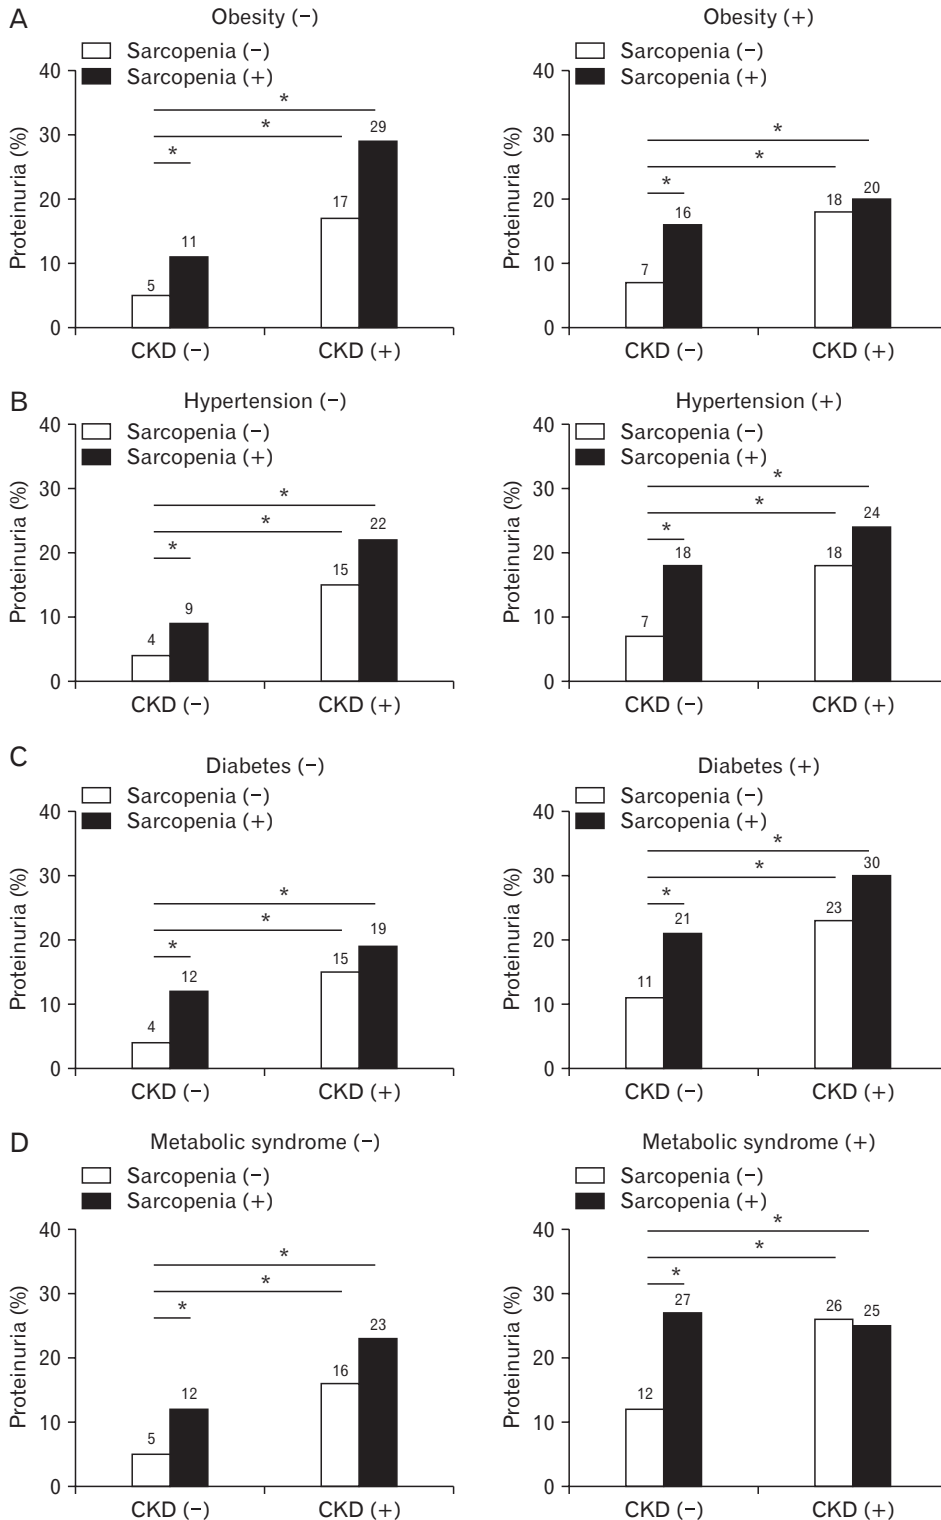 A
Obesity (−)
Sarcopenia (−)
Sarcopenia (+)
Proteinuria (%)
40
30
20
10
0
*
*
*
5
11
17
29
CKD (−)
CKD (+)
Obesity (+)
Sarcopenia (−)
Sarcopenia (+)
Proteinuria (%)
40
30
20
10
0
*
*
*
7
16
18
20
CKD (−)
CKD (+)
B
Hypertension (−)
Sarcopenia (−)
Sarcopenia (+)
Proteinuria (%)
40
30
20
10
0
*
*
*
4
9
15
22
CKD (−)
CKD (+)
Hypertension (+)
Sarcopenia (−)
Sarcopenia (+)
Proteinuria (%)
40
30
20
10
0
*
*
*
7
18
18
24
CKD (−)
CKD (+)
C
Diabetes (−)
Sarcopenia (−)
Sarcopenia (+)
Proteinuria (%)
40
30
20
10
0
*
*
*
4
12
15
19
CKD (−)
CKD (+)
Diabetes (+)
Sarcopenia (−)
Sarcopenia (+)
Proteinuria (%)
40
30
20
10
0
*
*
*
11
21
23
30
CKD (−)
CKD (+)
D
Metabolic syndrome (−)
Sarcopenia (−)
Sarcopenia (+)
Proteinuria (%)
40
30
20
10
0
*
*
*
5
12
16
23
CKD (−)
CKD (+)
Metabolic syndrome (+)
Sarcopenia (−)
Sarcopenia (+)
Proteinuria (%)
40
30
20
10
0
*
*
*
12
27
26
25
CKD (−)
CKD (+)